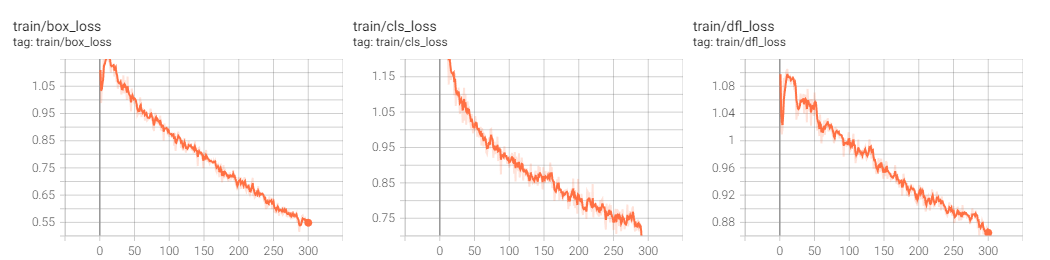 train/box_loss
tag: train/box_loss
1.05
0.95
0.85
0.75
0.65
0.55
0 50 100 150 200 250 300
train/cls_loss
tag: train/cls_loss
1.15
1.05
0.95
0.85
0.75
0 50 100 150 200 250 300
train/dfl_loss
tag: train/dfl_loss
1.08
1.04
1
0.96
0.92
0.88
0 50 100 150 200 250 300